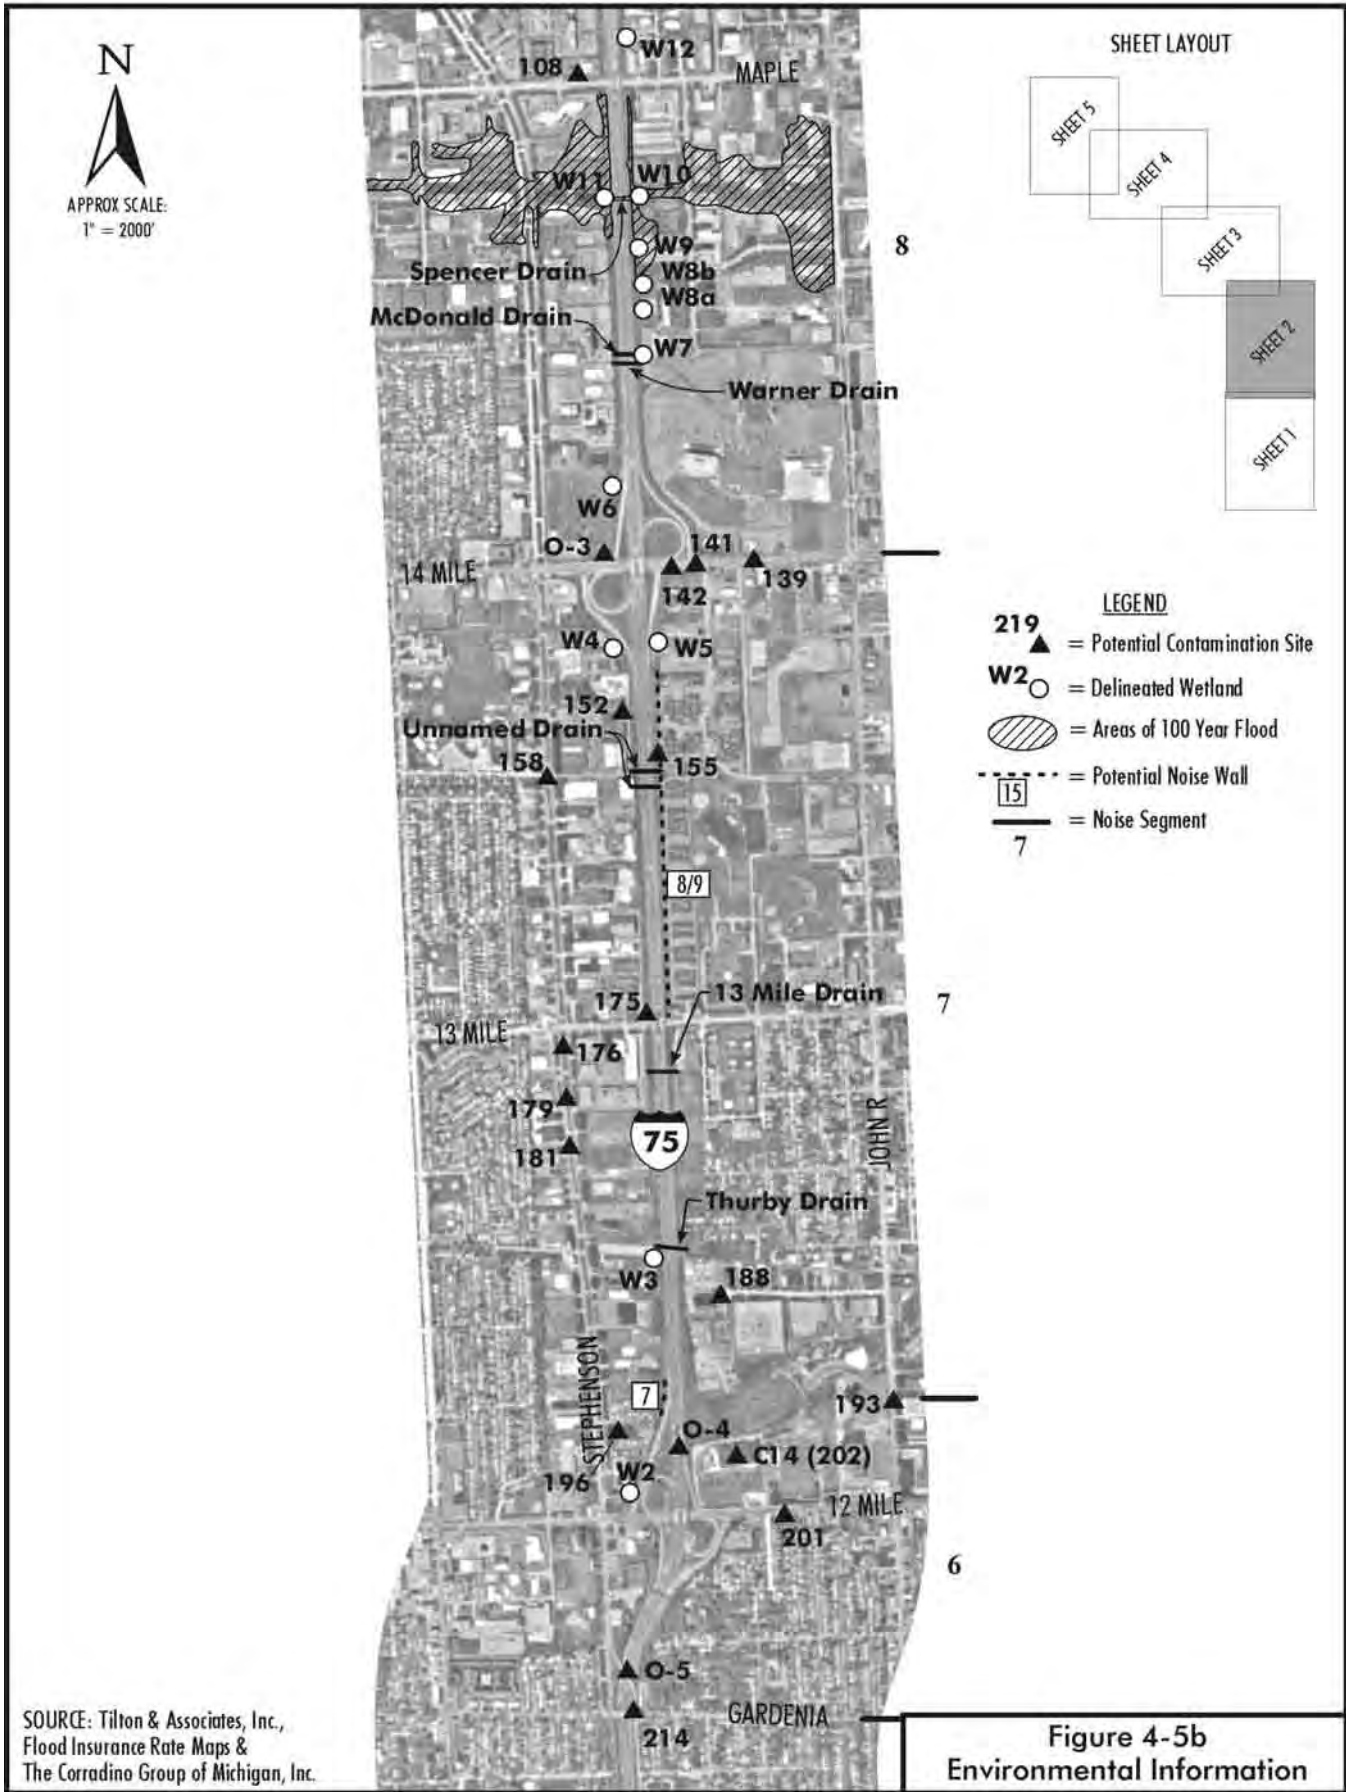 N
APPROX SCALE:
1" = 2000'
SHEET LAYOUT
SHEET 5
SHEET 4
SHEET 3
SHEET 2
SHEET 1
W12
108
MAPLE
W11
W10
8
W9
Spencer Drain
W8b
W8a
McDonald Drain
W7
Warner Drain
W6
O-3
141
14 MILE
142
139
LEGEND
219
= Potential Contamination Site
W2
= Delineated Wetland
= Areas of 100 Year Flood
= Potential Noise Wall
15
= Noise Segment
7
W4
W5
152
Unnamed Drain
158
155
8/9
175
13 Mile Drain
7
13 MILE
176
179
75
181
JOHN R
Thurby Drain
W3
188
STEPHENSON
7
193
O-4
C14 (202)
196
W2
12 MILE
201
6
O-5
GARDENIA
214
SOURCE: Tilton & Associates, Inc.,
Flood Insurance Rate Maps &
The Corradino Group of Michigan, Inc.
Figure 4-5b
Environmental Information